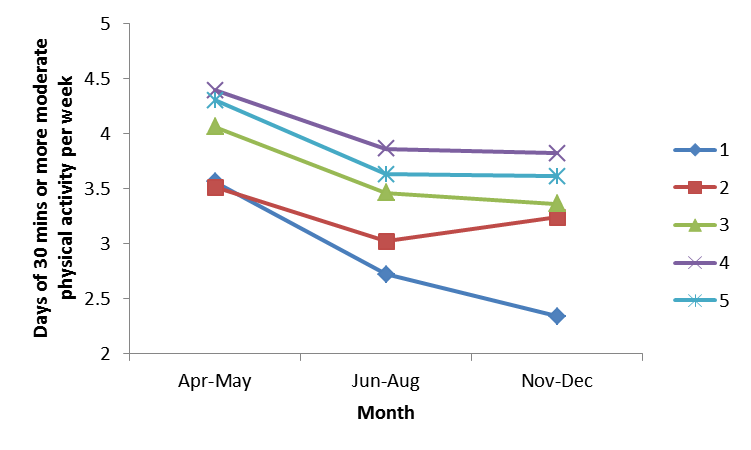 Days of 30 mins or more moderate
physical activity per week
5
4.5
4
3.5
3
2.5
2
Apr-May
Jun-Aug
Nov-Dec
Month
1
2
3
4
5